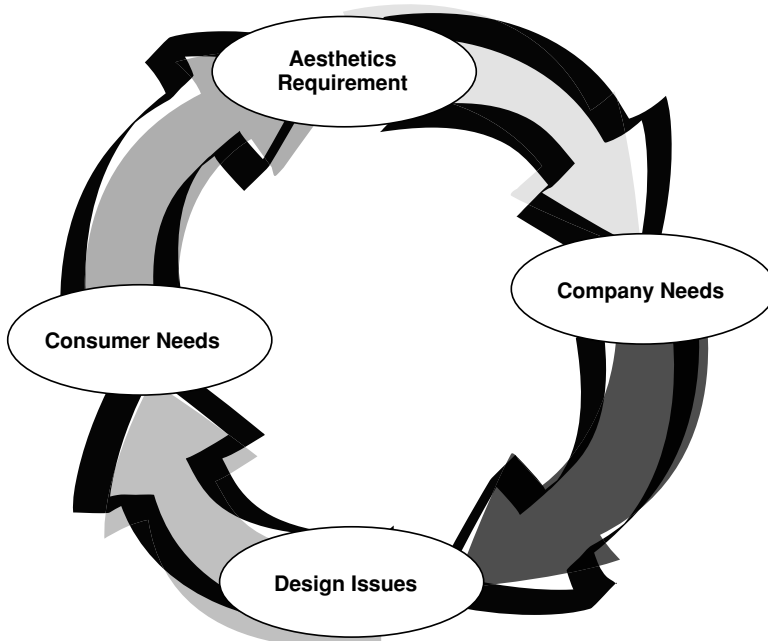 Aesthetics
Requirement
Company Needs
Consumer Needs
Design Issues